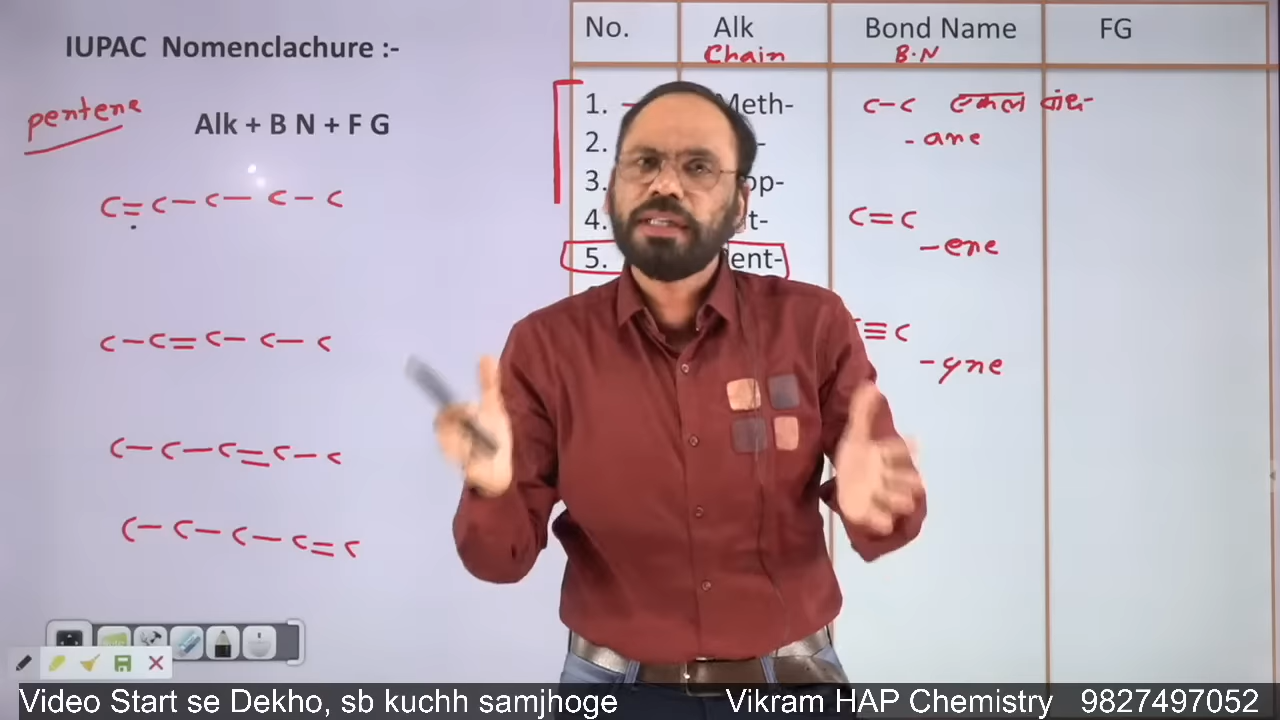 IUPAC Nomenclachure :-
pentene
Alk + B N + F G
C=C-C-C-C
C-C=C-C-C
C-C-C=C-C
C-C-C-C=C
No. Alk Bond Name FG
Chain B.N
1. Meth-
2.
3.
4.
5.
C-C
-ane
C=C
-ene
≡C
-yne
Video Start se Dekho, sb kuchh samjhoge Vikram HAP Chemistry 9827497052